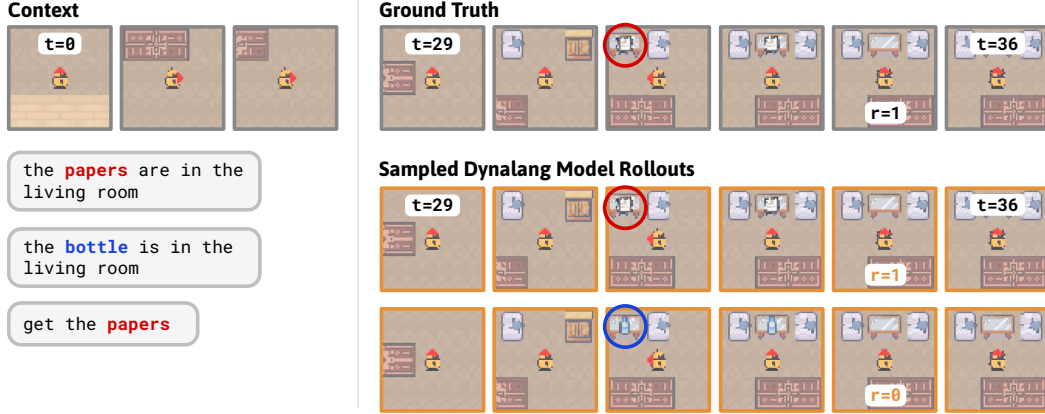 Context
t=0
the papers are in the
living room
the bottle is in the
living room
get the papers
Ground Truth
t=29
r=1
t=36
Sampled Dynalang Model Rollouts
t=29
r=1
t=36
r=0